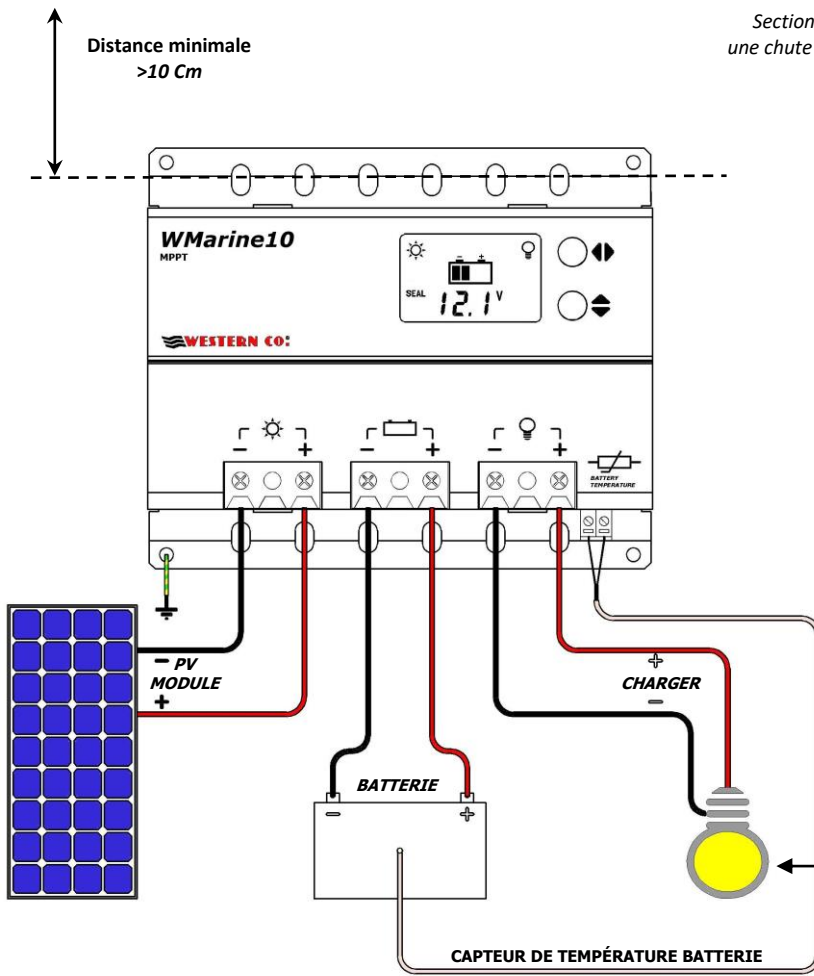 Distance minimale
>10 Cm
Section
une chute
WMarine10
MPPT
SEAL
12.1 V
WESTERN CO:
- +
- +
- +
BATTERY
TEMPERATURE
- PV
MODULE
+
+
CHARGER
-
BATTERIE
- +
CAPTEUR DE TEMPÉRATURE BATTERIE